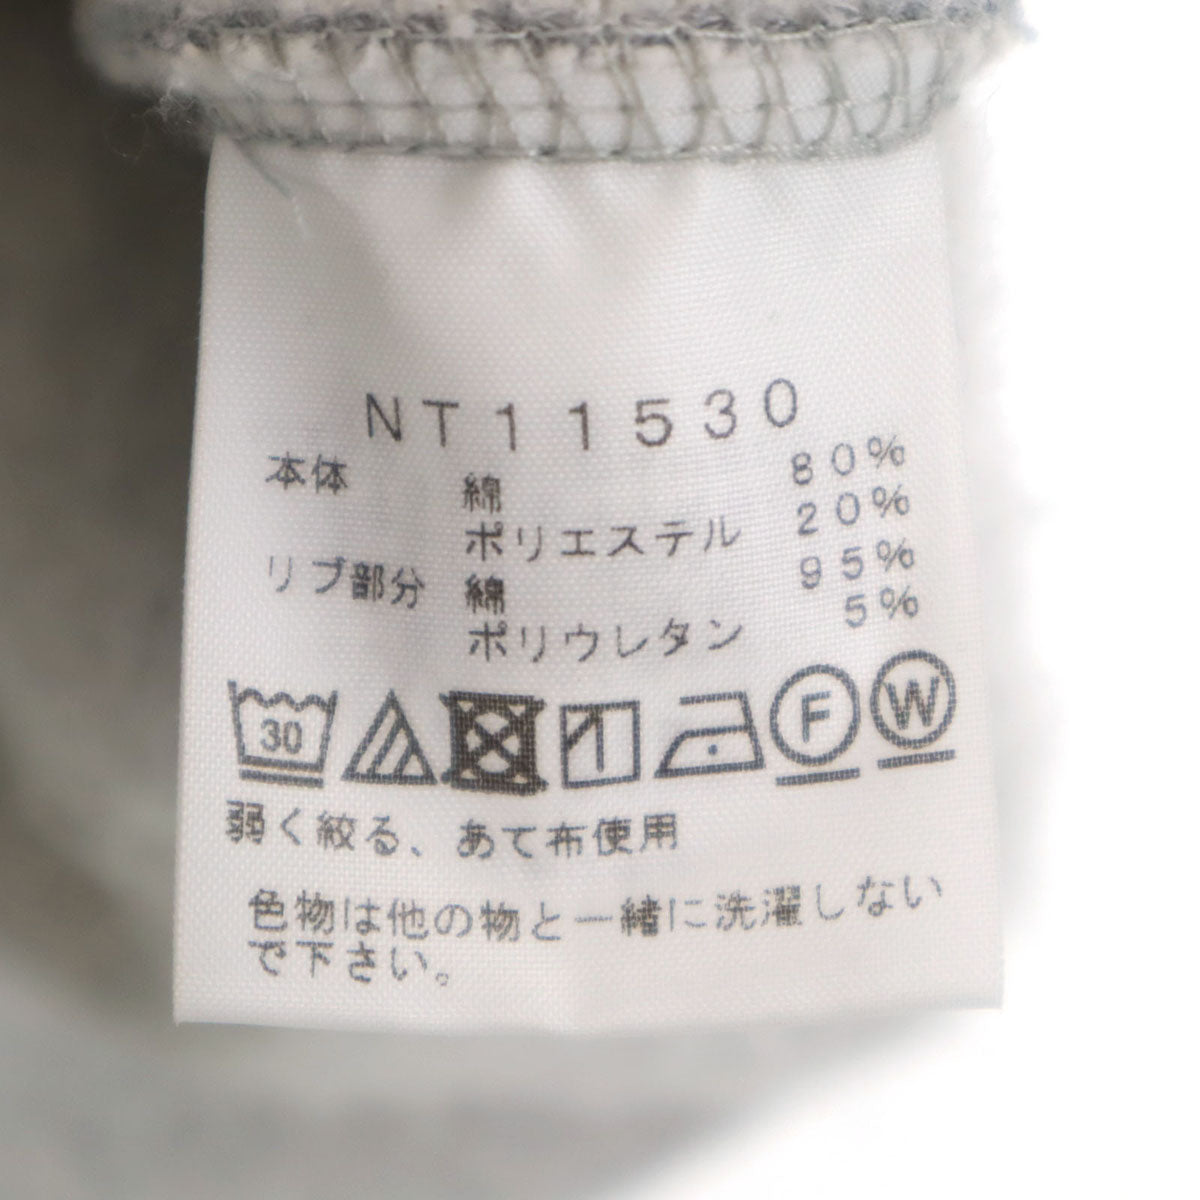 NT11530
本体 綿 80%
ポリエステル 20%
リブ部分 綿 95%
ポリウレタン 5%
30 F W
弱く絞る、あて布使用
色物は他の物と一緒に洗濯しない
で下さい。